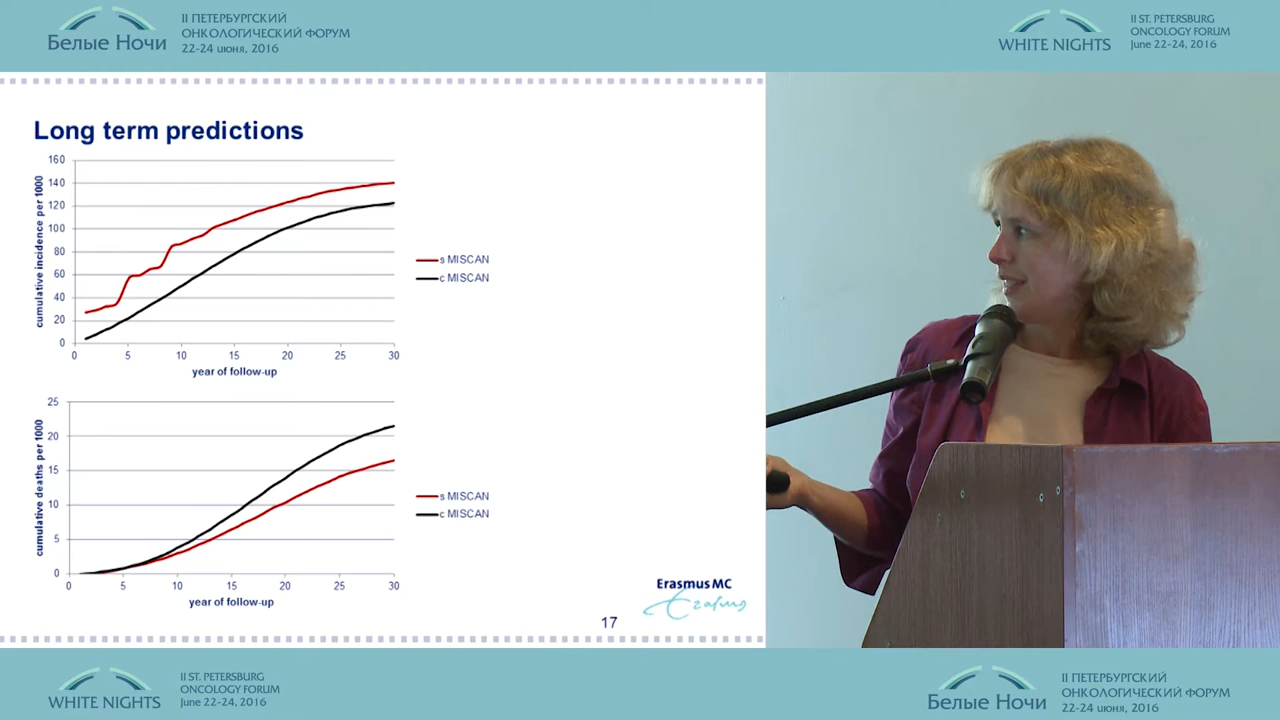 II ПЕТЕРБУРГСКИЙ
ОНКОЛОГИЧЕСКИЙ ФОРУМ
22-24 июня, 2016
Белые Ночи
WHITE NIGHTS
II ST. PETERSBURG
ONCOLOGY FORUM
June 22-24, 2016
Long term predictions
cumulative incidence per 1000
160
140
120
100
80
60
40
20
0
0 5 10 15 20 25 30
year of follow-up
s MISCAN
c MISCAN
cumulative deaths per 1000
25
20
15
10
5
0
0 5 10 15 20 25 30
year of follow-up
s MISCAN
c MISCAN
Erasmus MC
Erasmus
17
WHITE NIGHTS
II ST. PETERSBURG
ONCOLOGY FORUM
June 22-24, 2016
Белые Ночи
II ПЕТЕРБУРГСКИЙ
ОНКОЛОГИЧЕСКИЙ ФОРУМ
22-24 июня, 2016